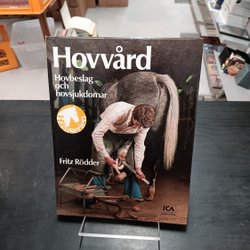 Hovvård
Hovbeslag
och
hovsjukdomar
Fritz Rödder
ICA